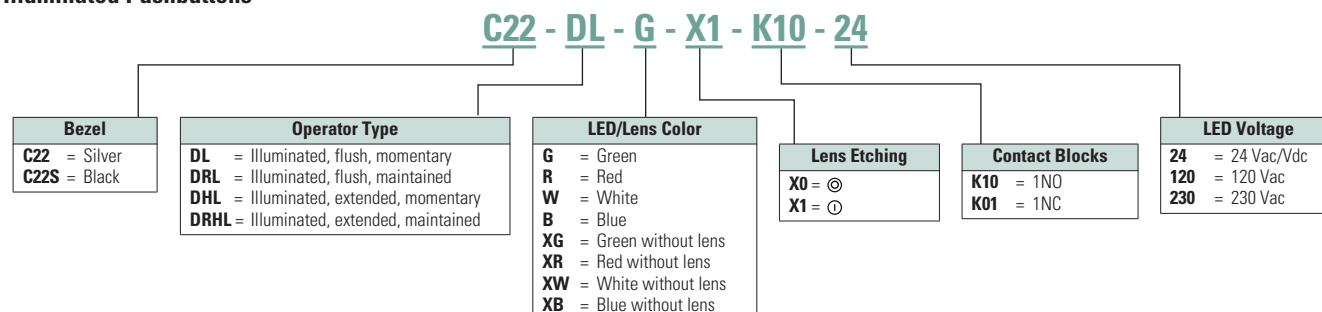 Illuminated Pushbuttons
C22 - DL - G - X1 - K10 - 24
Bezel
C22 = Silver
C22S = Black
Operator Type
DL = Illuminated, flush, momentary
DRL = Illuminated, flush, maintained
DHL = Illuminated, extended, momentary
DRHL = Illuminated, extended, maintained
LED/Lens Color
G = Green
R = Red
W = White
B = Blue
XG = Green without lens
XR = Red without lens
XW = White without lens
XB = Blue without lens
Lens Etching
X0 =
X1 =
Contact Blocks
K10 = 1NO
K01 = 1NC
LED Voltage
24 = 24 Vac/Vdc
120 = 120 Vac
230 = 230 Vac